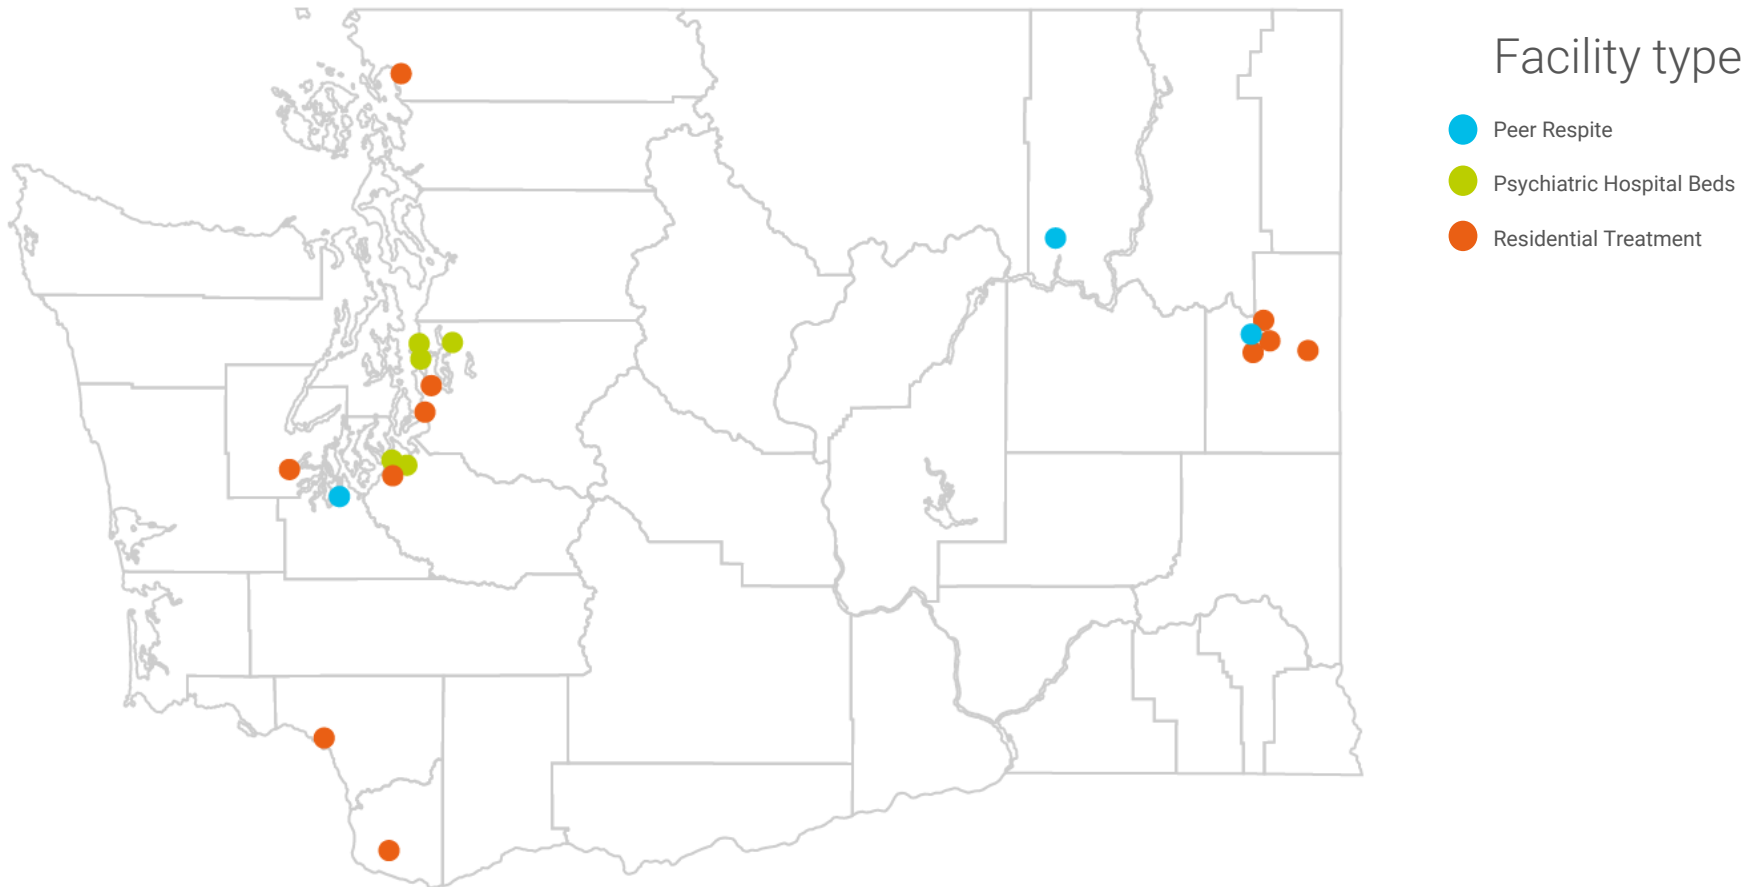 Facility type
Peer Respite
Psychiatric Hospital Beds
Residential Treatment